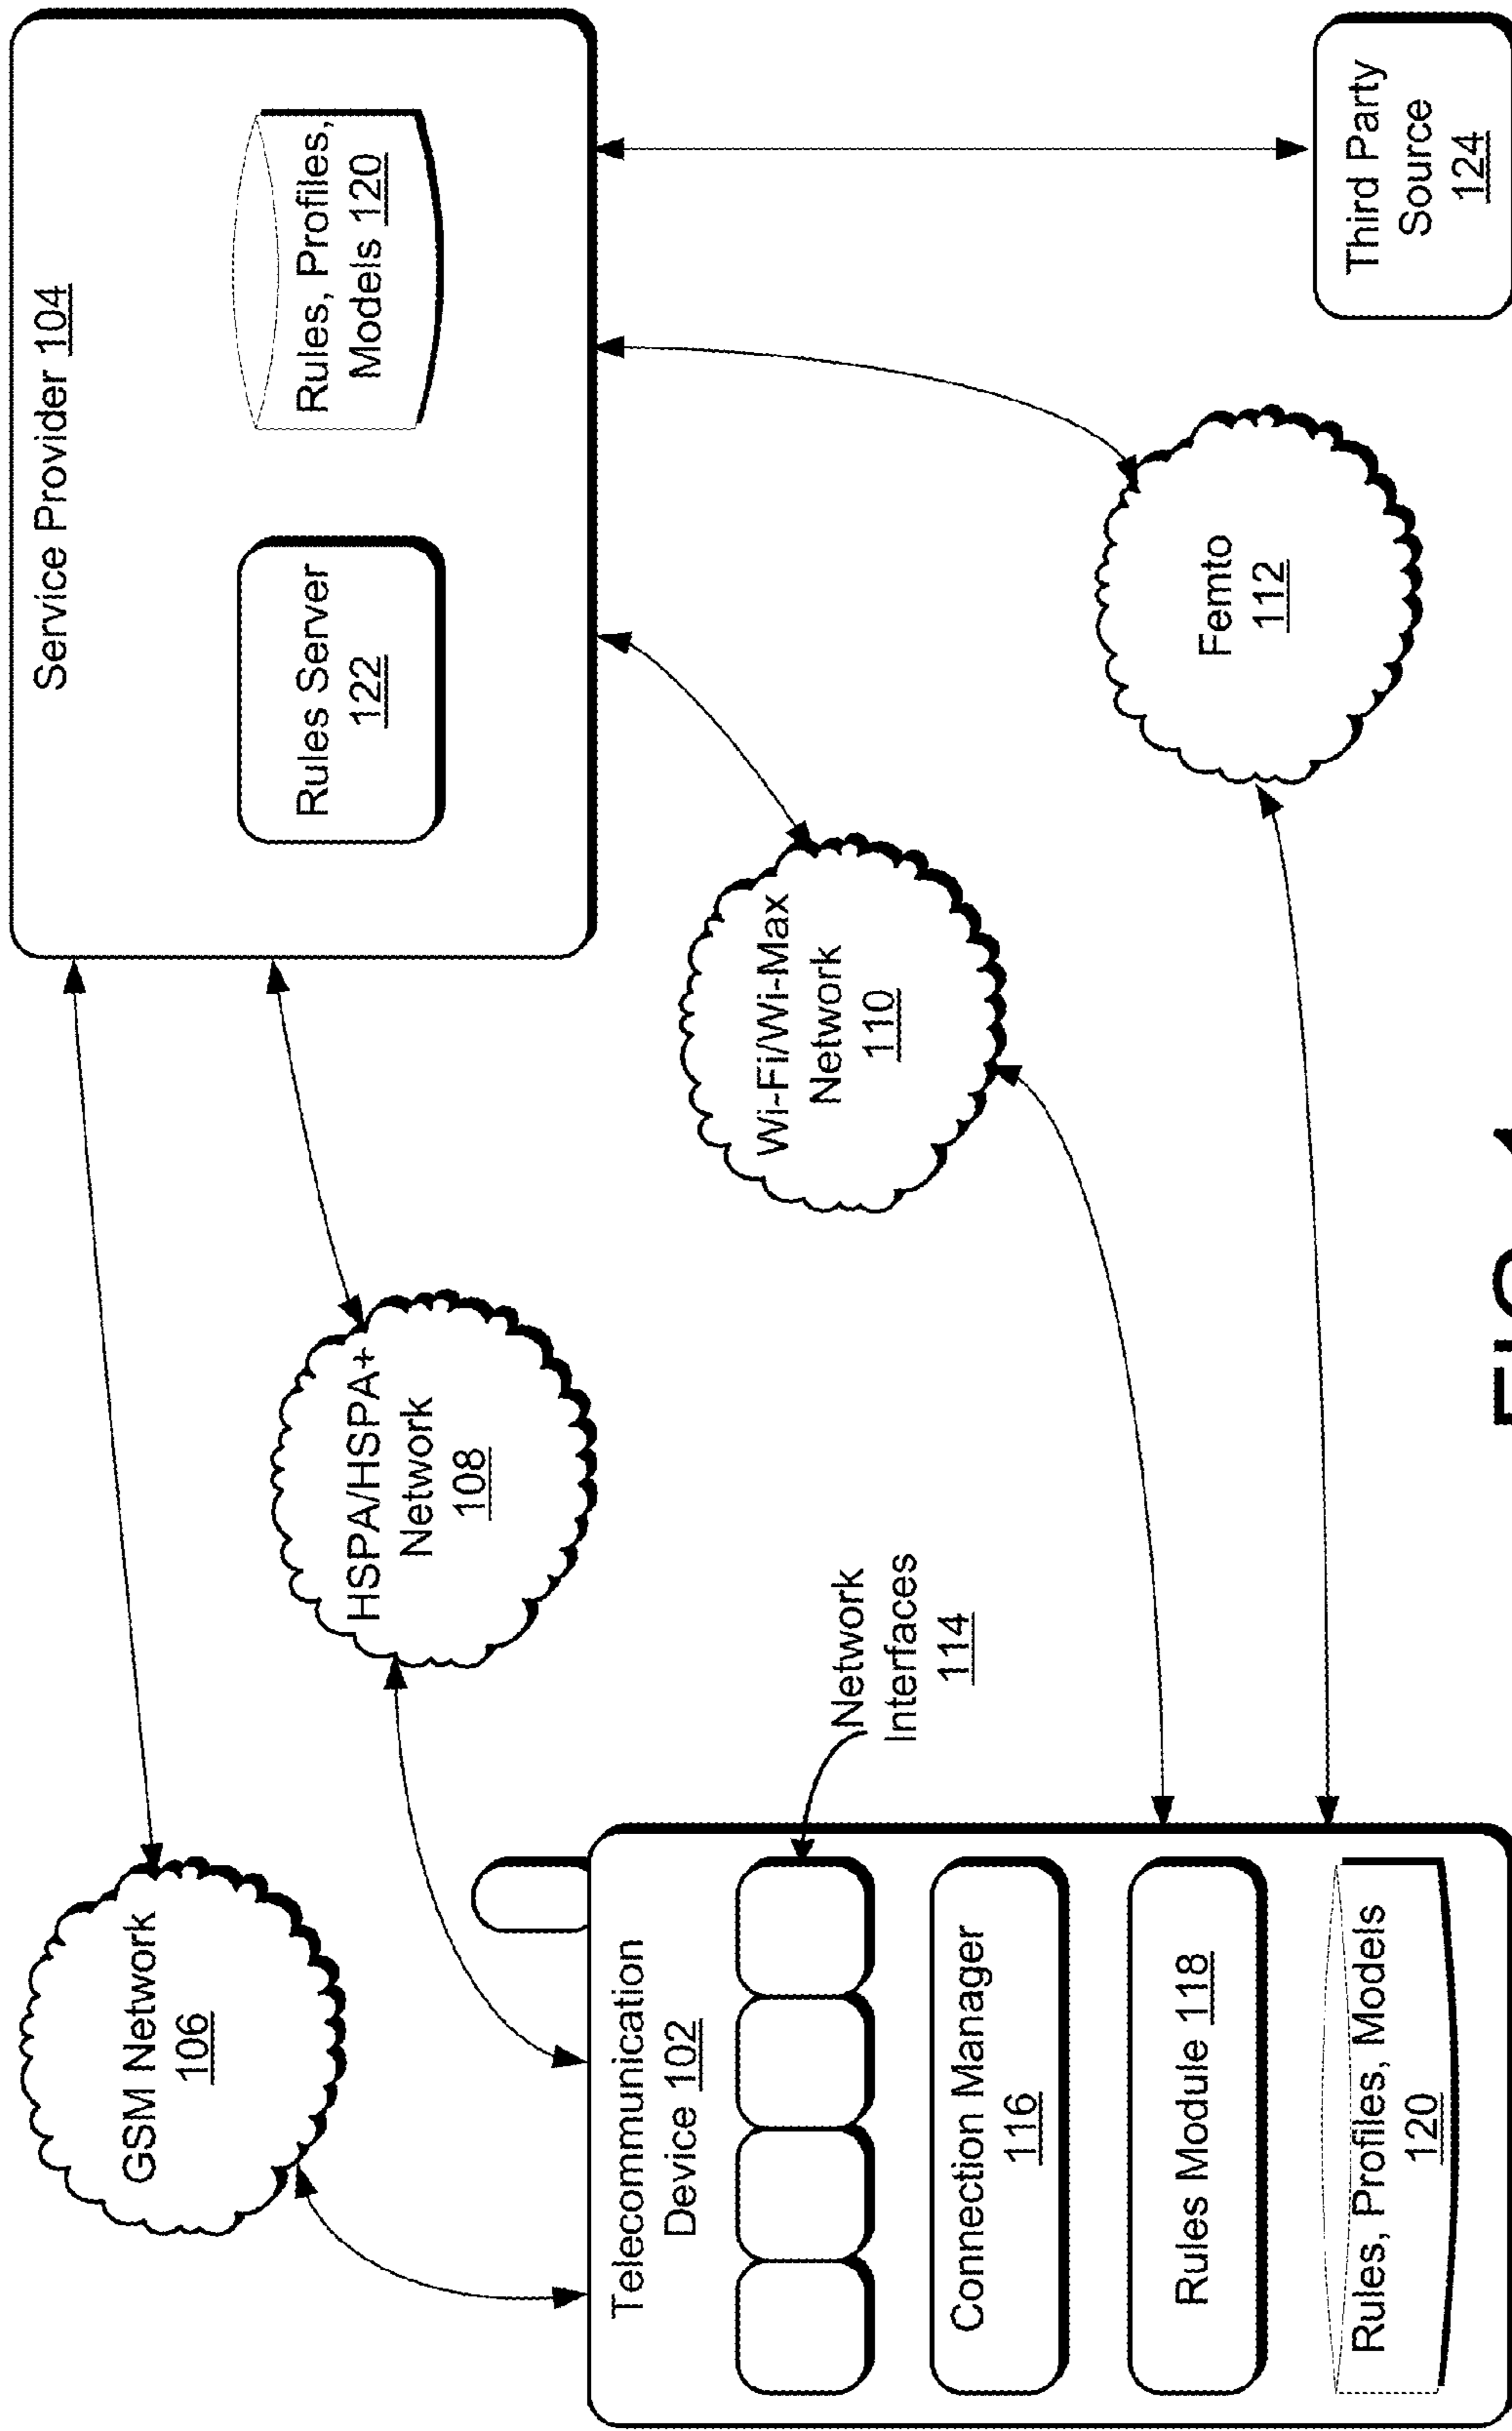 GSM Network
106
HSPA/HSPA+
Network
108
Wi-Fi/Wi-Max
Network
110
Femto
112
Service Provider 104
Rules Server
122
Rules, Profiles,
Models 120
Third Party
Source
124
Telecommunication
Device 102
Network
Interfaces
114
Connection Manager
116
Rules Module 118
Rules, Profiles, Models
120